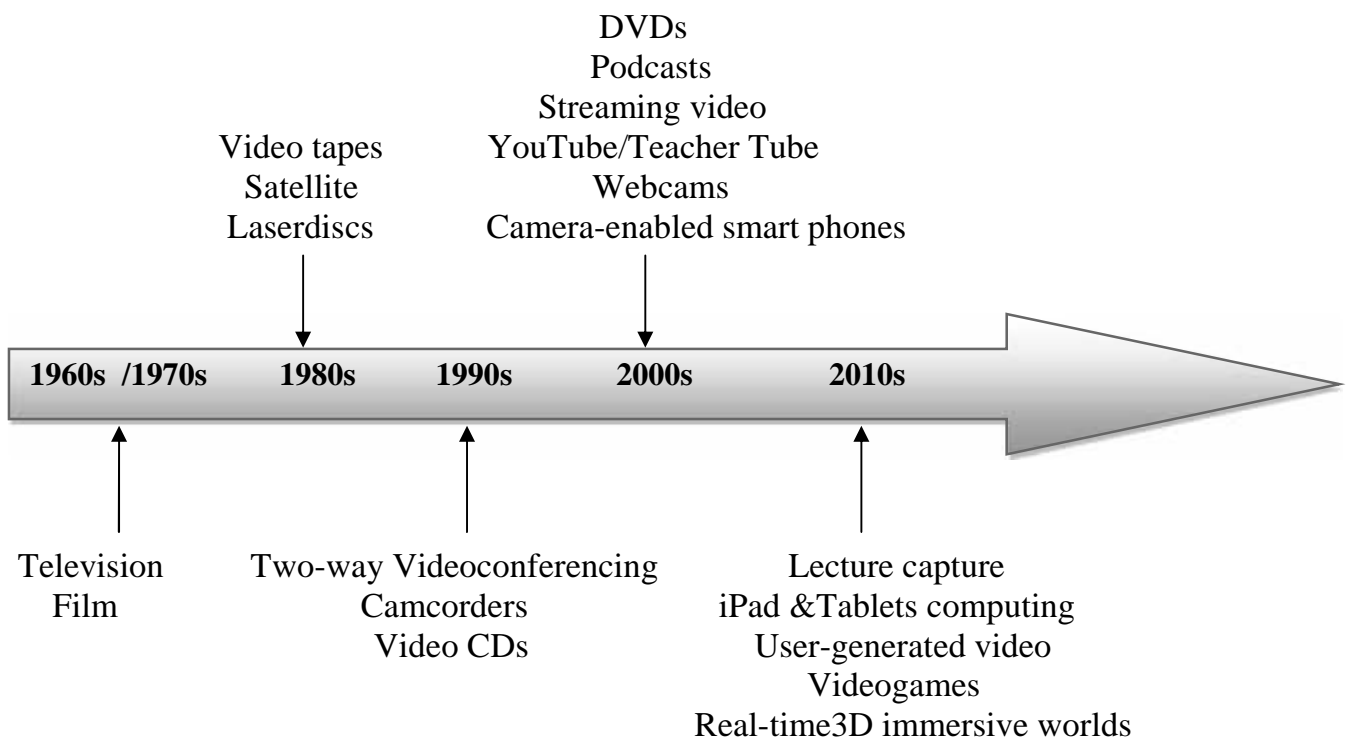 DVDs
Podcasts
Streaming video
YouTube/Teacher Tube
Webcams
Camera-enabled smart phones
Video tapes
Satellite
Laserdiscs
1960s /1970s 1980s 1990s 2000s 2010s
Television
Film
Two-way Videoconferencing
Camcorders
Video CDs
Lecture capture
iPad &Tablets computing
User-generated video
Videogames
Real-time3D immersive worlds